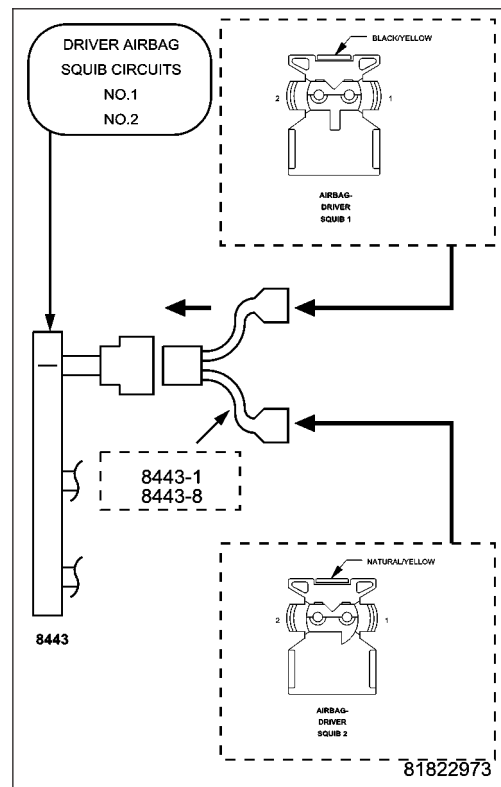 DRIVER AIRBAG
SQUIB CIRCUITS
NO.1
NO.2
BLACK/YELLOW
2
1
AIRBAG-
DRIVER
SQUIB 1
8443-1
8443-8
8443
NATURAL/YELLOW
2
1
AIRBAG-
DRIVER
SQUIB 2
81822973